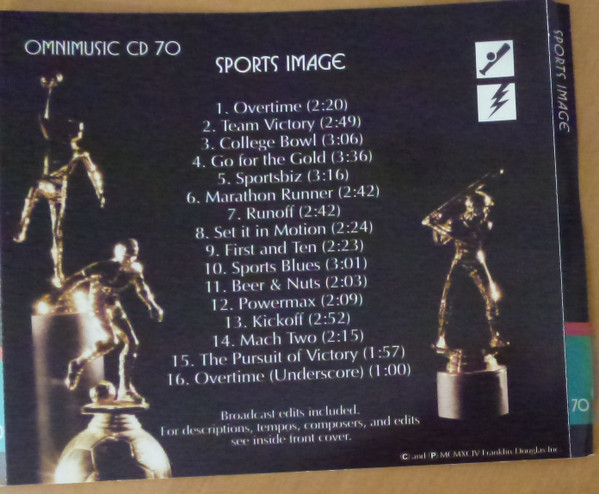 OMNIMUSIC CD 70
SPORTS IMAGE
1. Overtime (2:20)
2. Team Victory (2:49)
3. College Bowl (3:06)
4. Go for the Gold (3:36)
5. Sportsbiz (3:16)
6. Marathon Runner (2:42)
7. Runoff (2:42)
8. Set it in Motion (2:24)
9. First and Ten (2:23)
10. Sports Blues (3:01)
11. Beer & Nuts (2:03)
12. Powermax (2:09)
13. Kickoff (2:52)
14. Mach Two (2:15)
15. The Pursuit of Victory (1:57)
16. Overtime (Underscore) (1:00)
Broadcast edits included.
For descriptions, tempos, composers, and edits
see inside front cover.
© and ℗ MCMXCIV Franklin-Douglas Inc.
SPORTS IMAGE
70